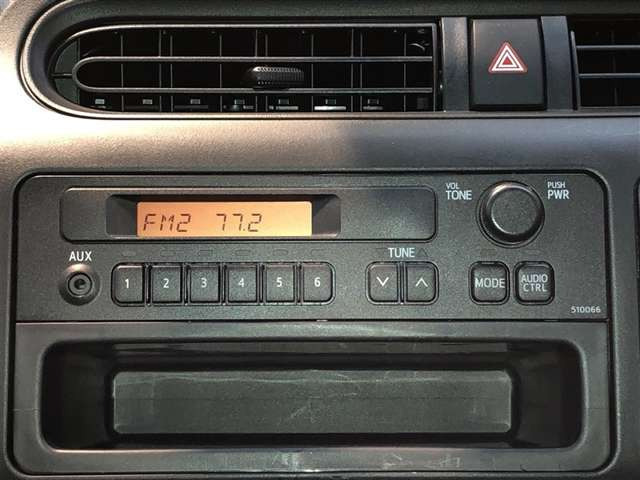 VOL
TONE
PUSH
PWR
FM2 77.2
AUX
TUNE
1 2 3 4 5 6
MODE
AUDIO
CTRL
510066